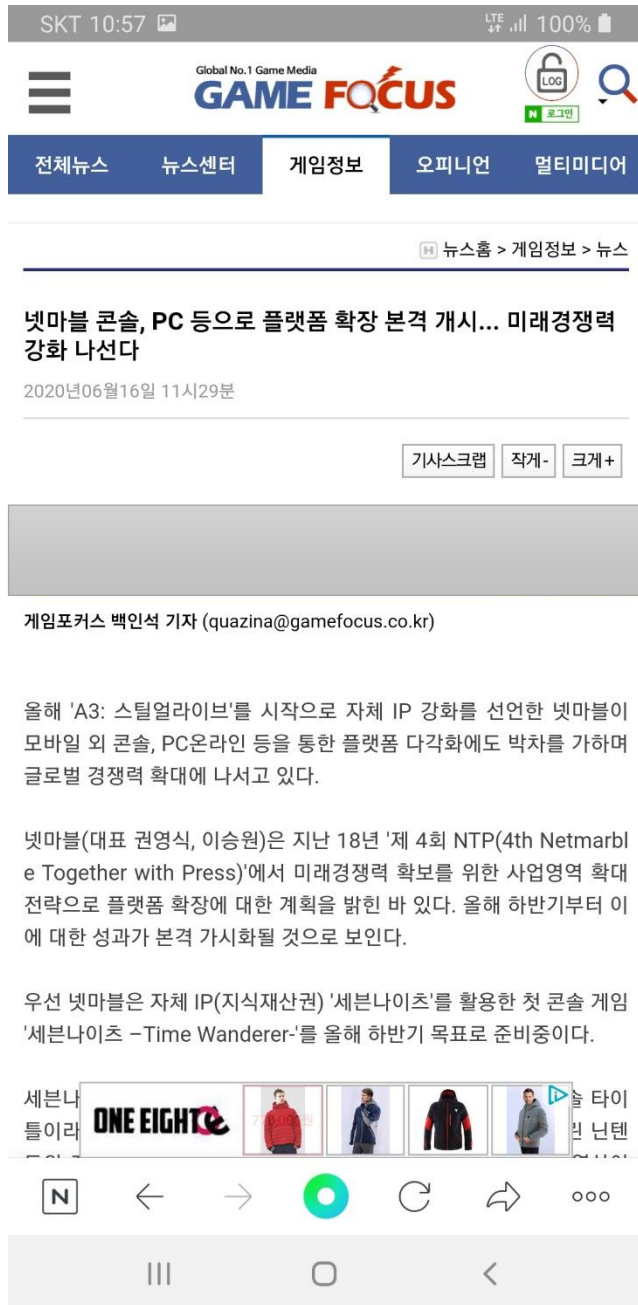 SKT 10:57
LTE 100%
Global No.1 Game Media
GAME FOCUS
LOG
N 로그인
전체뉴스 뉴스센터 게임정보 오피니언 멀티미디어
H 뉴스홈 > 게임정보 > 뉴스
넷마블 콘솔, PC 등으로 플랫폼 확장 본격 개시... 미래경쟁력
강화 나선다
2020년06월16일 11시29분
기사스크랩 작게- 크게+
게임포커스 백인석 기자 (quazina@gamefocus.co.kr)
올해 'A3: 스틸얼라이브'를 시작으로 자체 IP 강화를 선언한 넷마블이
모바일 외 콘솔, PC온라인 등을 통한 플랫폼 다각화에도 박차를 가하며
글로벌 경쟁력 확대에 나서고 있다.
넷마블(대표 권영식, 이승원)은 지난 18년 '제 4회 NTP(4th Netmarbl
e Together with Press)'에서 미래경쟁력 확보를 위한 사업영역 확대
전략으로 플랫폼 확장에 대한 계획을 밝힌 바 있다. 올해 하반기부터 이
에 대한 성과가 본격 가시화될 것으로 보인다.
우선 넷마블은 자체 IP(지식재산권) '세븐나이츠'를 활용한 첫 콘솔 게임
'세븐나이츠 –Time Wanderer-'를 올해 하반기 목표로 준비중이다.
세븐나 솔 타이
틀이라 린 닌텐
ONE EIGHT
770,000원
N